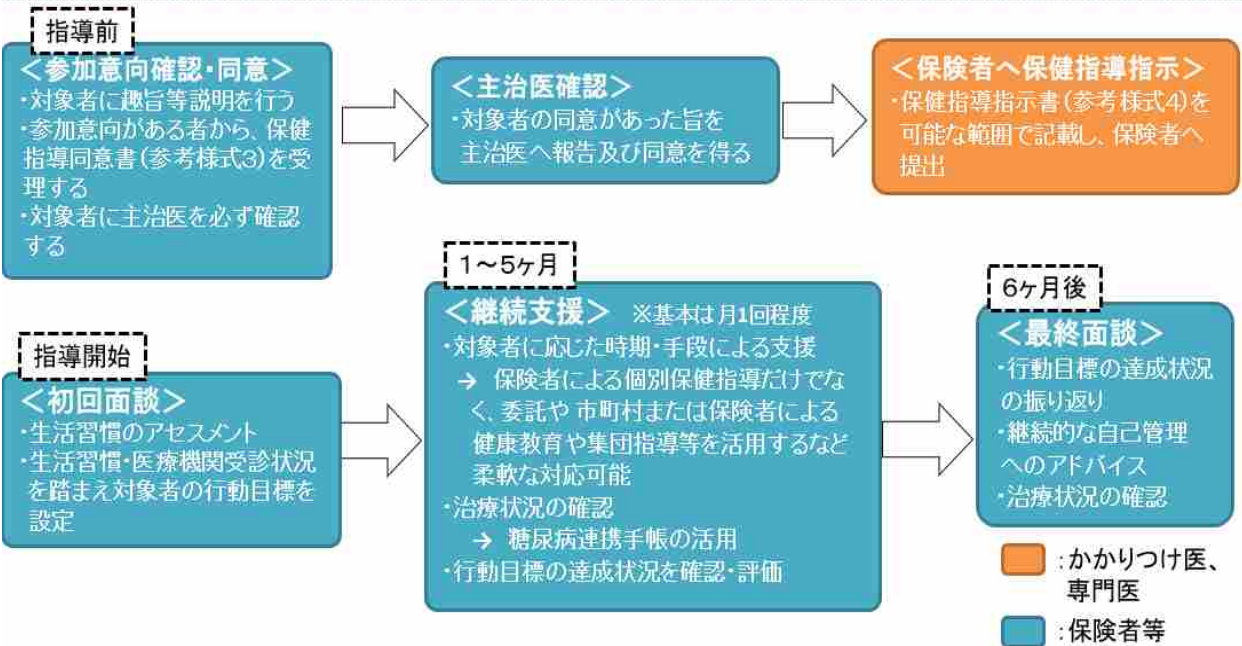 指導前
＜参加意向確認・同意＞
・対象者に趣旨等説明を行う
・参加意向がある者から、保健
指導同意書(参考様式3)を受
理する
・対象者に主治医を必ず確認
する
＜主治医確認＞
・対象者の同意があった旨を
主治医へ報告及び同意を得る
＜保険者へ保健指導指示＞
・保健指導指示書(参考様式4)を
可能な範囲で記載し、保険者へ
提出
指導開始
＜初回面談＞
・生活習慣のアセスメント
・生活習慣・医療機関受診状況
を踏まえ対象者の行動目標を
設定
1～5ヶ月
＜継続支援＞ ※基本は月1回程度
・対象者に応じた時期・手段による支援
→ 保険者による個別保健指導だけでな
く、委託や 市町村または保険者による
健康教育や集団指導等を活用するなど
柔軟な対応可能
・治療状況の確認
→ 糖尿病連携手帳の活用
・行動目標の達成状況を確認・評価
6ヶ月後
＜最終面談＞
・行動目標の達成状況
の振り返り
・継続的な自己管理
へのアドバイス
・治療状況の確認
:かかりつけ医、
専門医
:保険者等